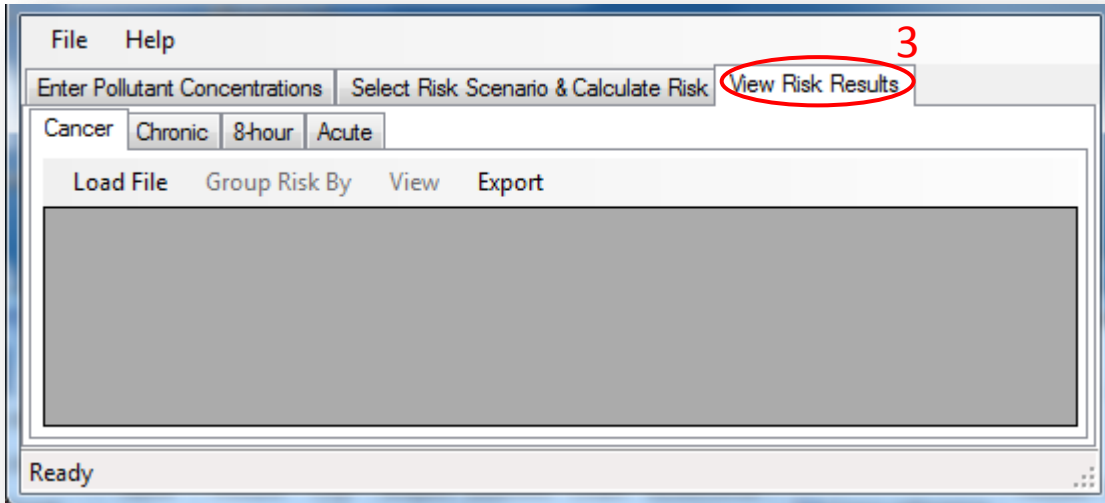 File Help
3
Enter Pollutant Concentrations Select Risk Scenario & Calculate Risk View Risk Results
Cancer Chronic 8-hour Acute
Load File Group Risk By View Export
Ready